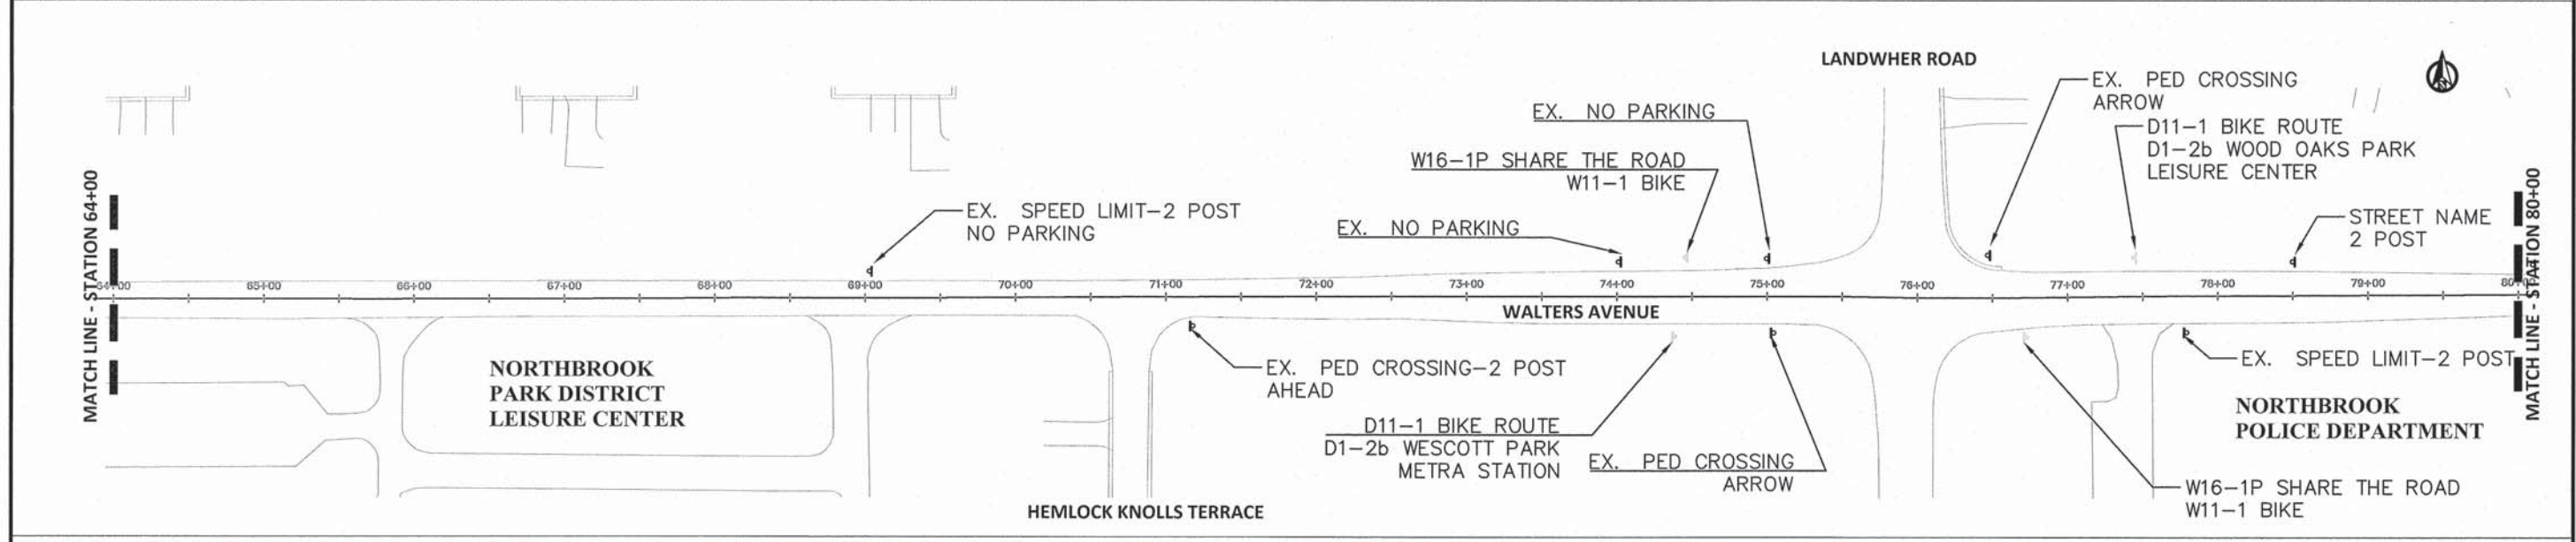 LANDWHER ROAD
EX. PED CROSSING
ARROW
EX. NO PARKING
D11-1 BIKE ROUTE
D1-2b WOOD OAKS PARK
LEISURE CENTER
W16-1P SHARE THE ROAD
W11-1 BIKE
EX. SPEED LIMIT-2 POST
NO PARKING
EX. NO PARKING
STREET NAME
2 POST
MATCH LINE - STATION 64+00
MATCH LINE - STATION 80+00
64+00 65+00 66+00 67+00 68+00 69+00 70+00 71+00 72+00 73+00 74+00 75+00 76+00 77+00 78+00 79+00
WALTERS AVENUE
NORTHBROOK
PARK DISTRICT
LEISURE CENTER
EX. PED CROSSING-2 POST
AHEAD
EX. SPEED LIMIT-2 POST
D11-1 BIKE ROUTE
D1-2b WESCOTT PARK
METRA STATION
EX. PED CROSSING
ARROW
NORTHBROOK
POLICE DEPARTMENT
W16-1P SHARE THE ROAD
W11-1 BIKE
HEMLOCK KNOLLS TERRACE